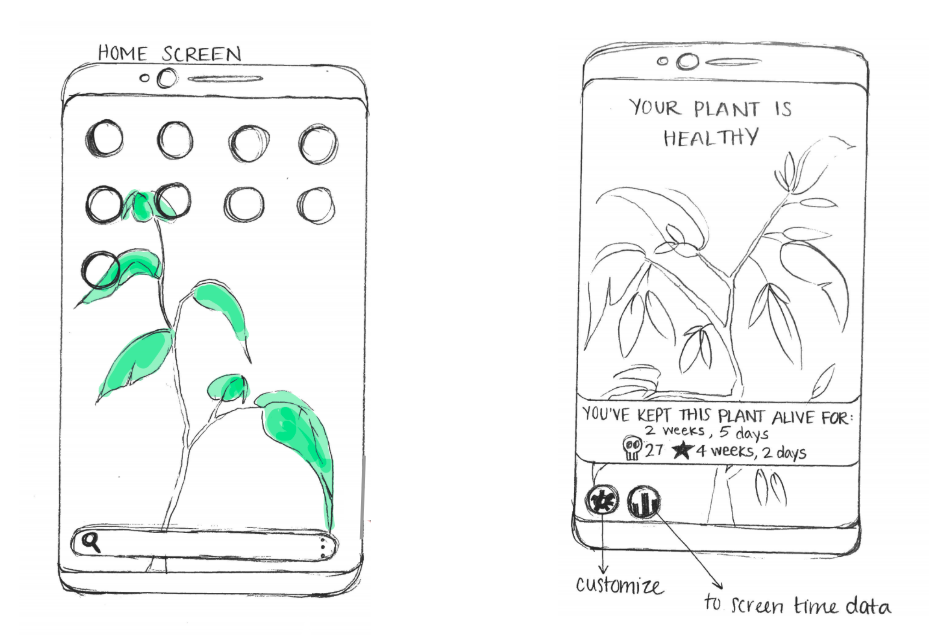 HOME SCREEN
YOUR PLANT IS
HEALTHY
YOU'VE KEPT THIS PLANT ALIVE FOR:
2 weeks, 5 days
27 ★ 4 weeks, 2 days
customize
to screen time data